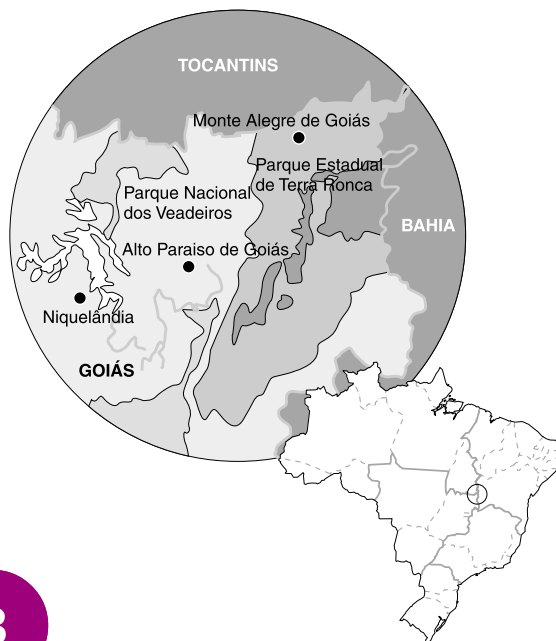 TOCANTINS
Monte Alegre de Goiás
Parque Estadual
de Terra Ronca
Parque Nacional
dos Veadeiros
BAHIA
Alto Paraiso de Goiás
Niquelândia
GOIÁS